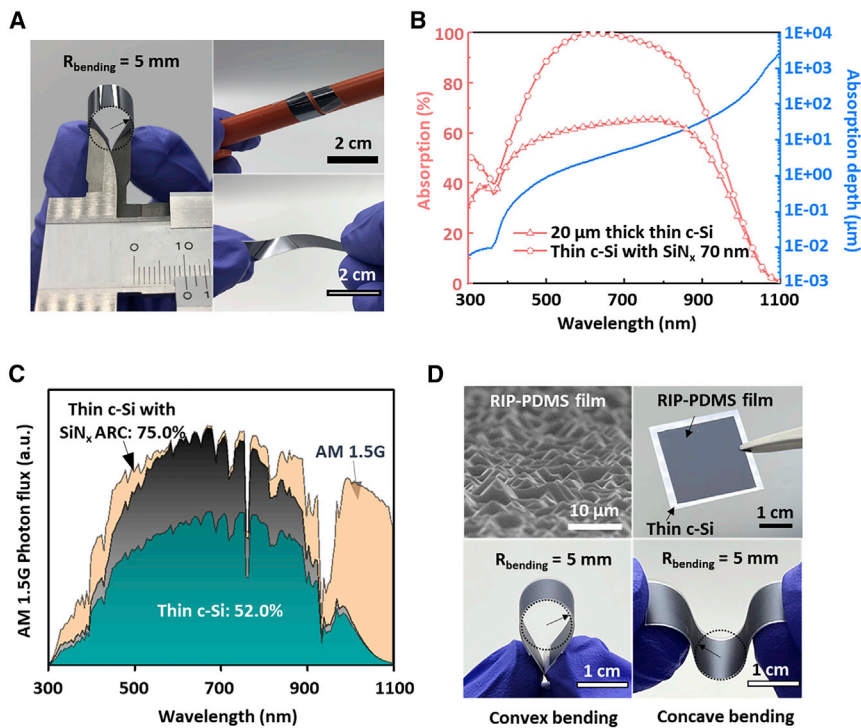 A
R_bending = 5 mm
2 cm
2 cm
0 10
0 1
B
Absorption (%)
100
80
60
40
20
0
20 μm thick thin c-Si
Thin c-Si with SiNₓ 70 nm
1E+04
1E+03
1E+02
1E+01
1E+00
1E-01
1E-02
1E-03
Absorption depth (μm)
300 500 700 900 1100
Wavelength (nm)
C
AM 1.5G Photon flux (a.u.)
Thin c-Si with
SiNₓ ARC: 75.0%
AM 1.5G
Thin c-Si: 52.0%
300 500 700 900 1100
Wavelength (nm)
D
RIP-PDMS film
10 μm
RIP-PDMS film
Thin c-Si
1 cm
R_bending = 5 mm
1 cm
Convex bending
R_bending = 5 mm
1 cm
Concave bending